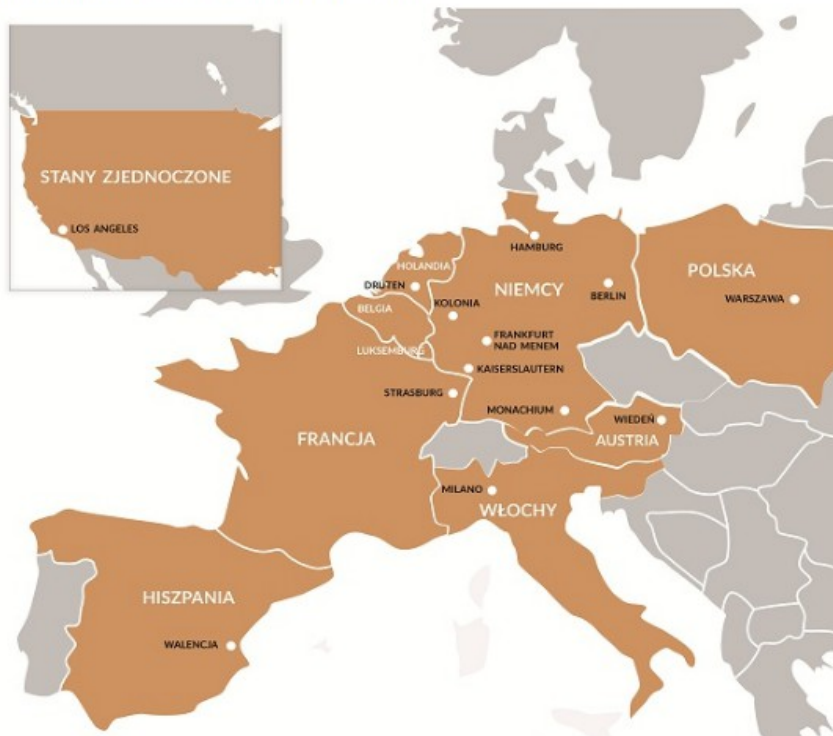 STANY ZJEDNOCZONE
LOS ANGELES
HAMBURG
HOLANDIA
POLSKA
DRUTEN
NIEMCY
BERLIN
WARSZAWA
KOLONIA
BELGIA
FRANKFURT
NAD MENEM
LUKSEMBURG
KAISERSLAUTERN
STRASBURG
MONACHIUM
WIEDEŃ
FRANCJA
AUSTRIA
MILANO
WŁOCHY
HISZPANIA
WALENCJA